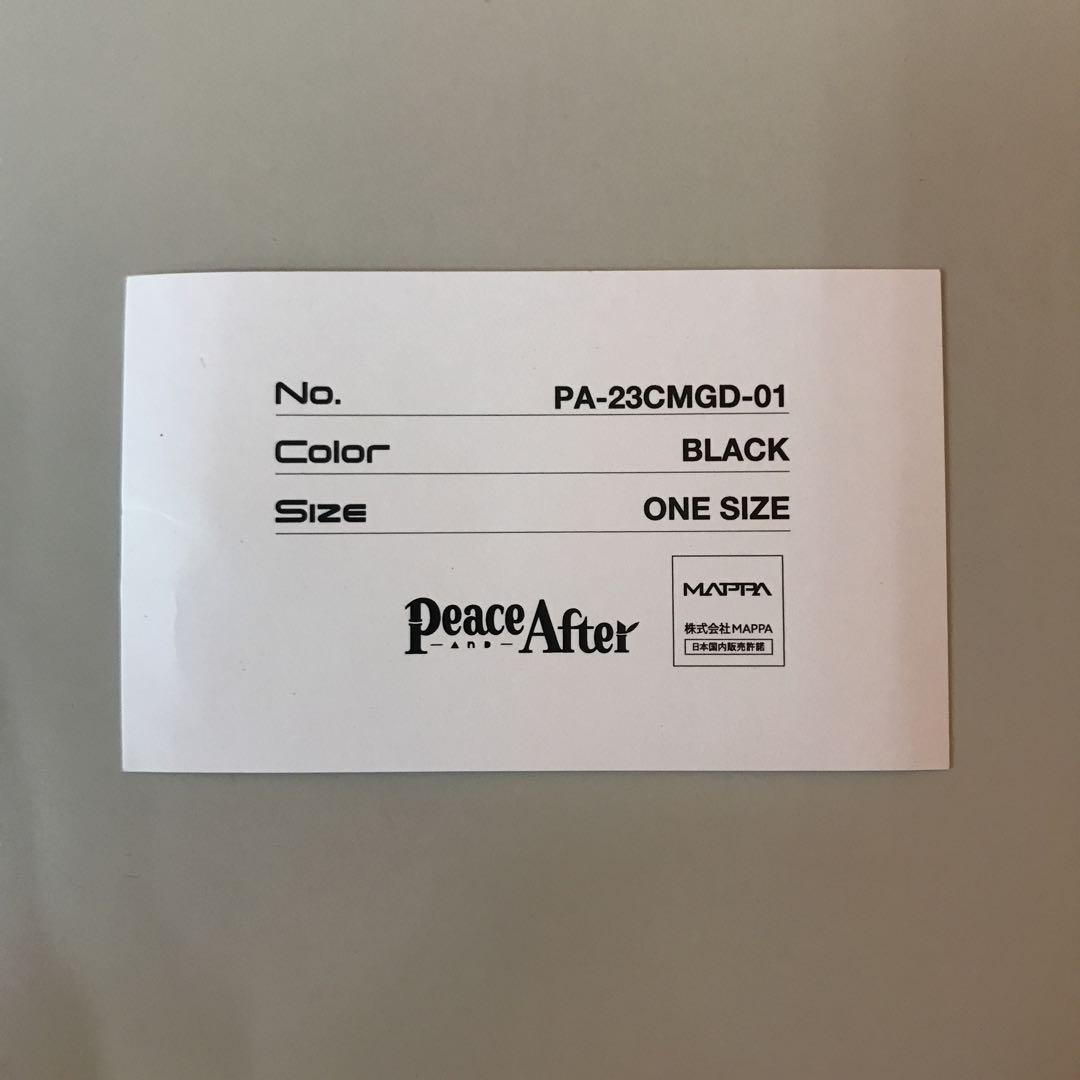 No. PA-23CMGD-01
Color BLACK
Size ONE SIZE
Peace AND After
MAPPA
株式会社MAPPA
日本国内販売許諾